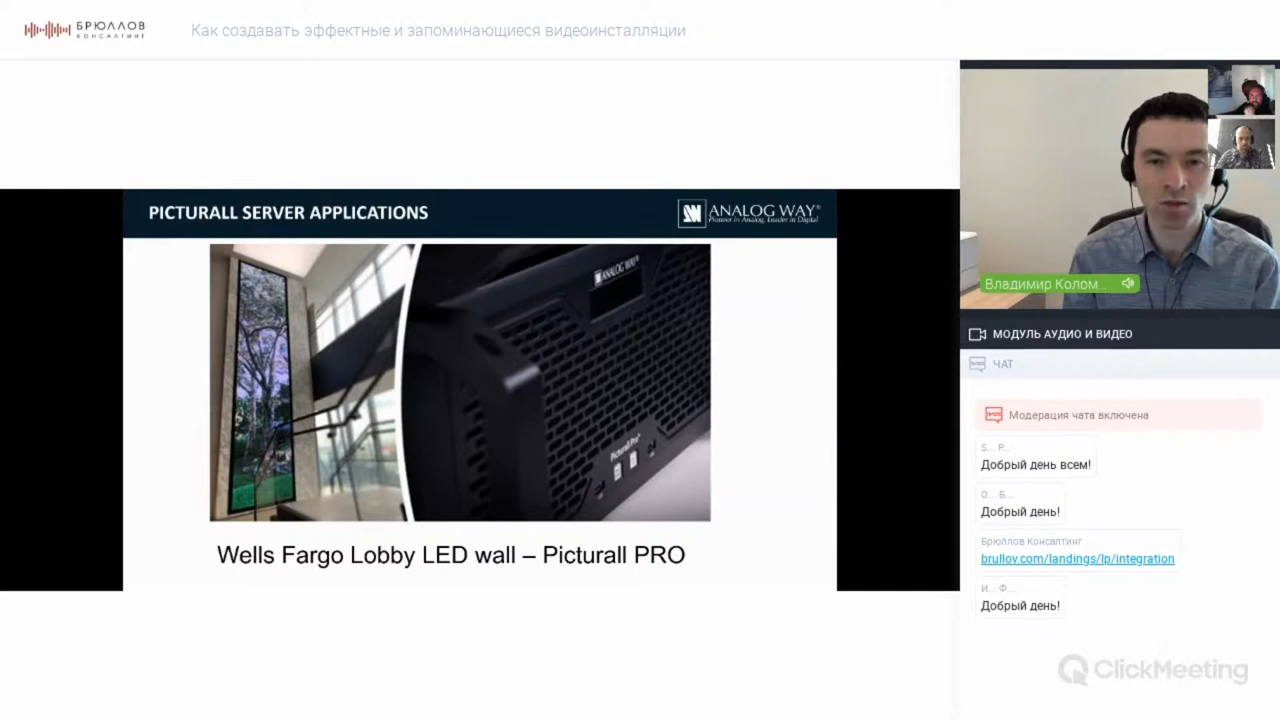 БРЮЛЛОВ
КОНСАЛТИНГ
Как создавать эффектные и запоминающиеся видеоинсталляции
PICTURALL SERVER APPLICATIONS
ANALOG WAY®
Pioneer in Analog, Leader in Digital
ANALOG WAY®
Picturall Pro
Wells Fargo Lobby LED wall – Picturall PRO
Владимир Колом...
МОДУЛЬ АУДИО И ВИДЕО
ЧАТ
Модерация чата включена
S... P...
Добрый день всем!
О... Б...
Добрый день!
Брюллов Консалтинг
brullov.com/landings/lp/integration
И... Ф...
Добрый день!
ClickMeeting